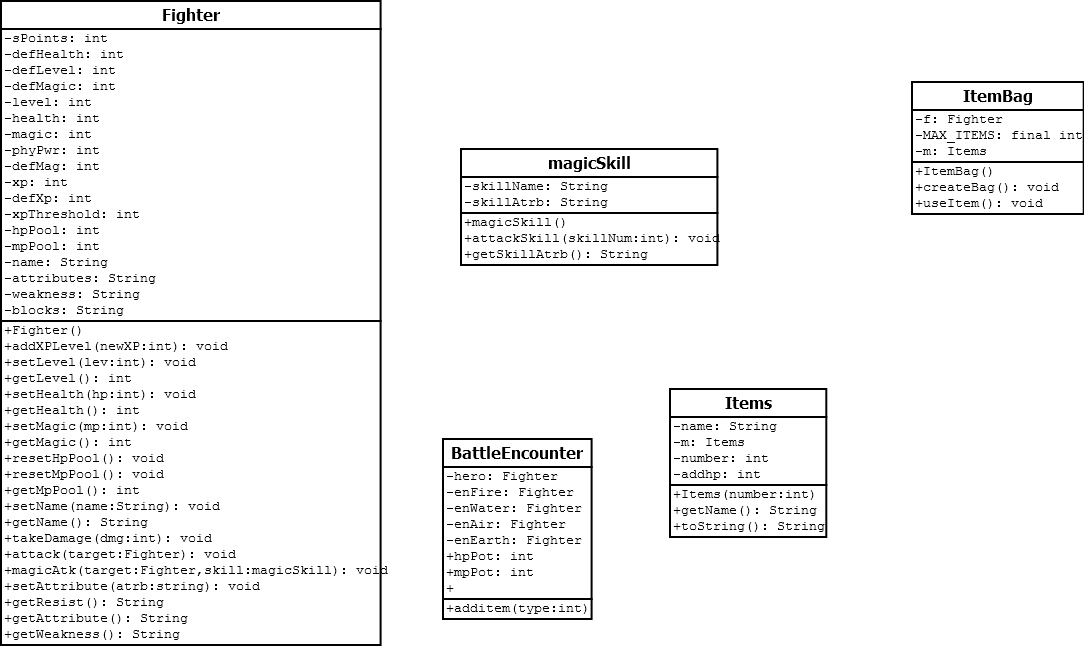 Fighter
-sPoints: int
-defHealth: int
-defLevel: int
-defMagic: int
-level: int
-health: int
-magic: int
-phyPwr: int
-defMag: int
-xp: int
-defXp: int
-xpThreshold: int
-hpPool: int
-mpPool: int
-name: String
-attributes: String
-weakness: String
-blocks: String
+Fighter()
+addXPLevel(newXP:int): void
+setLevel(lev:int): void
+getLevel(): int
+setHealth(hp:int): void
+getHealth(): int
+setMagic(mp:int): void
+getMagic(): int
+resetHpPool(): void
+resetMpPool(): void
+getMpPool(): int
+setName(name:String): void
+getName(): String
+takeDamage(dmg:int): void
+attack(target:Fighter): void
+magicAtk(target:Fighter,skill:magicSkill): void
+setAttribute(atrb:string): void
+getResist(): String
+getAttribute(): String
+getWeakness(): String
magicSkill
-skillName: String
-skillAtrb: String
+magicSkill()
+attackSkill(skillNum:int): void
+getSkillAtrb(): String
BattleEncounter
-hero: Fighter
-enFire: Fighter
-enWater: Fighter
-enAir: Fighter
-enEarth: Fighter
+hpPot: int
+mpPot: int
+
+additem(type:int)
Items
-name: String
-m: Items
-number: int
-addhp: int
+Items(number:int)
+getName(): String
+toString(): String
ItemBag
-f: Fighter
-MAX_ITEMS: final int
-m: Items
+ItemBag()
+createBag(): void
+useItem(): void